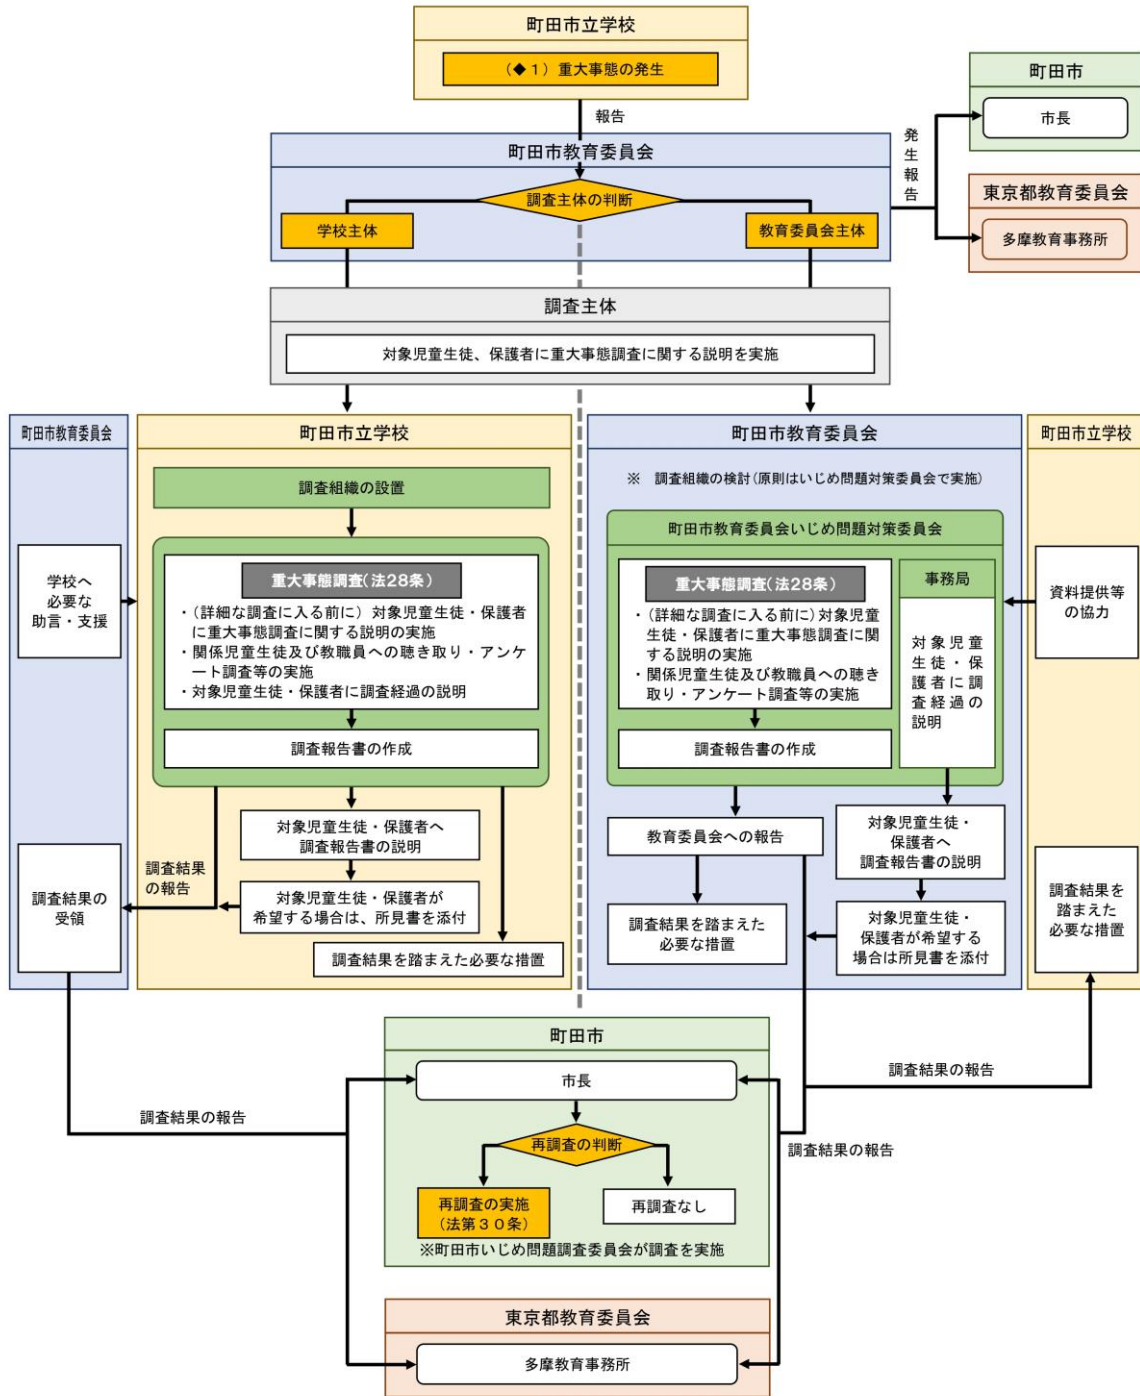 町田市立学校
(◆1)重大事態の発生
報告
町田市
市長
発生報告
町田市教育委員会
調査主体の判断
学校主体
教育委員会主体
東京都教育委員会
多摩教育事務所
調査主体
対象児童生徒、保護者に重大事態調査に関する説明を実施
町田市教育委員会
学校へ
必要な
助言・支援
調査結果の
受領
町田市立学校
調査組織の設置
重大事態調査(法28条)
・(詳細な調査に入る前に)対象児童生徒・保護者
に重大事態調査に関する説明の実施
・関係児童生徒及び教職員への聴き取り・アンケ
ート調査等の実施
・対象児童生徒・保護者に調査経過の説明
調査報告書の作成
対象児童生徒・保護者へ
調査報告書の説明
調査結果
の報告
対象児童生徒・保護者が
希望する場合は、所見書を添付
調査結果を踏まえた必要な措置
町田市教育委員会
※ 調査組織の検討(原則はいじめ問題対策委員会で実施)
町田市教育委員会いじめ問題対策委員会
重大事態調査(法28条)
・(詳細な調査に入る前に)対象児童
生徒・保護者に重大事態調査に関
する説明の実施
・関係児童生徒及び教職員への聴き
取り・アンケート調査等の実施
調査報告書の作成
事務局
対象児童
生徒・保
護者に調
査経過の
説明
教育委員会への報告
調査結果を踏まえた
必要な措置
対象児童生徒・
保護者へ
調査報告書の説明
対象児童生徒・
保護者が希望する
場合は所見書を添付
町田市立学校
資料提供等
の協力
調査結果を
踏まえた
必要な措置
町田市
市長
再調査の判断
再調査の実施
(法第30条)
再調査なし
※町田市いじめ問題調査委員会が調査を実施
調査結果の報告
調査結果の報告
調査結果の報告
東京都教育委員会
多摩教育事務所